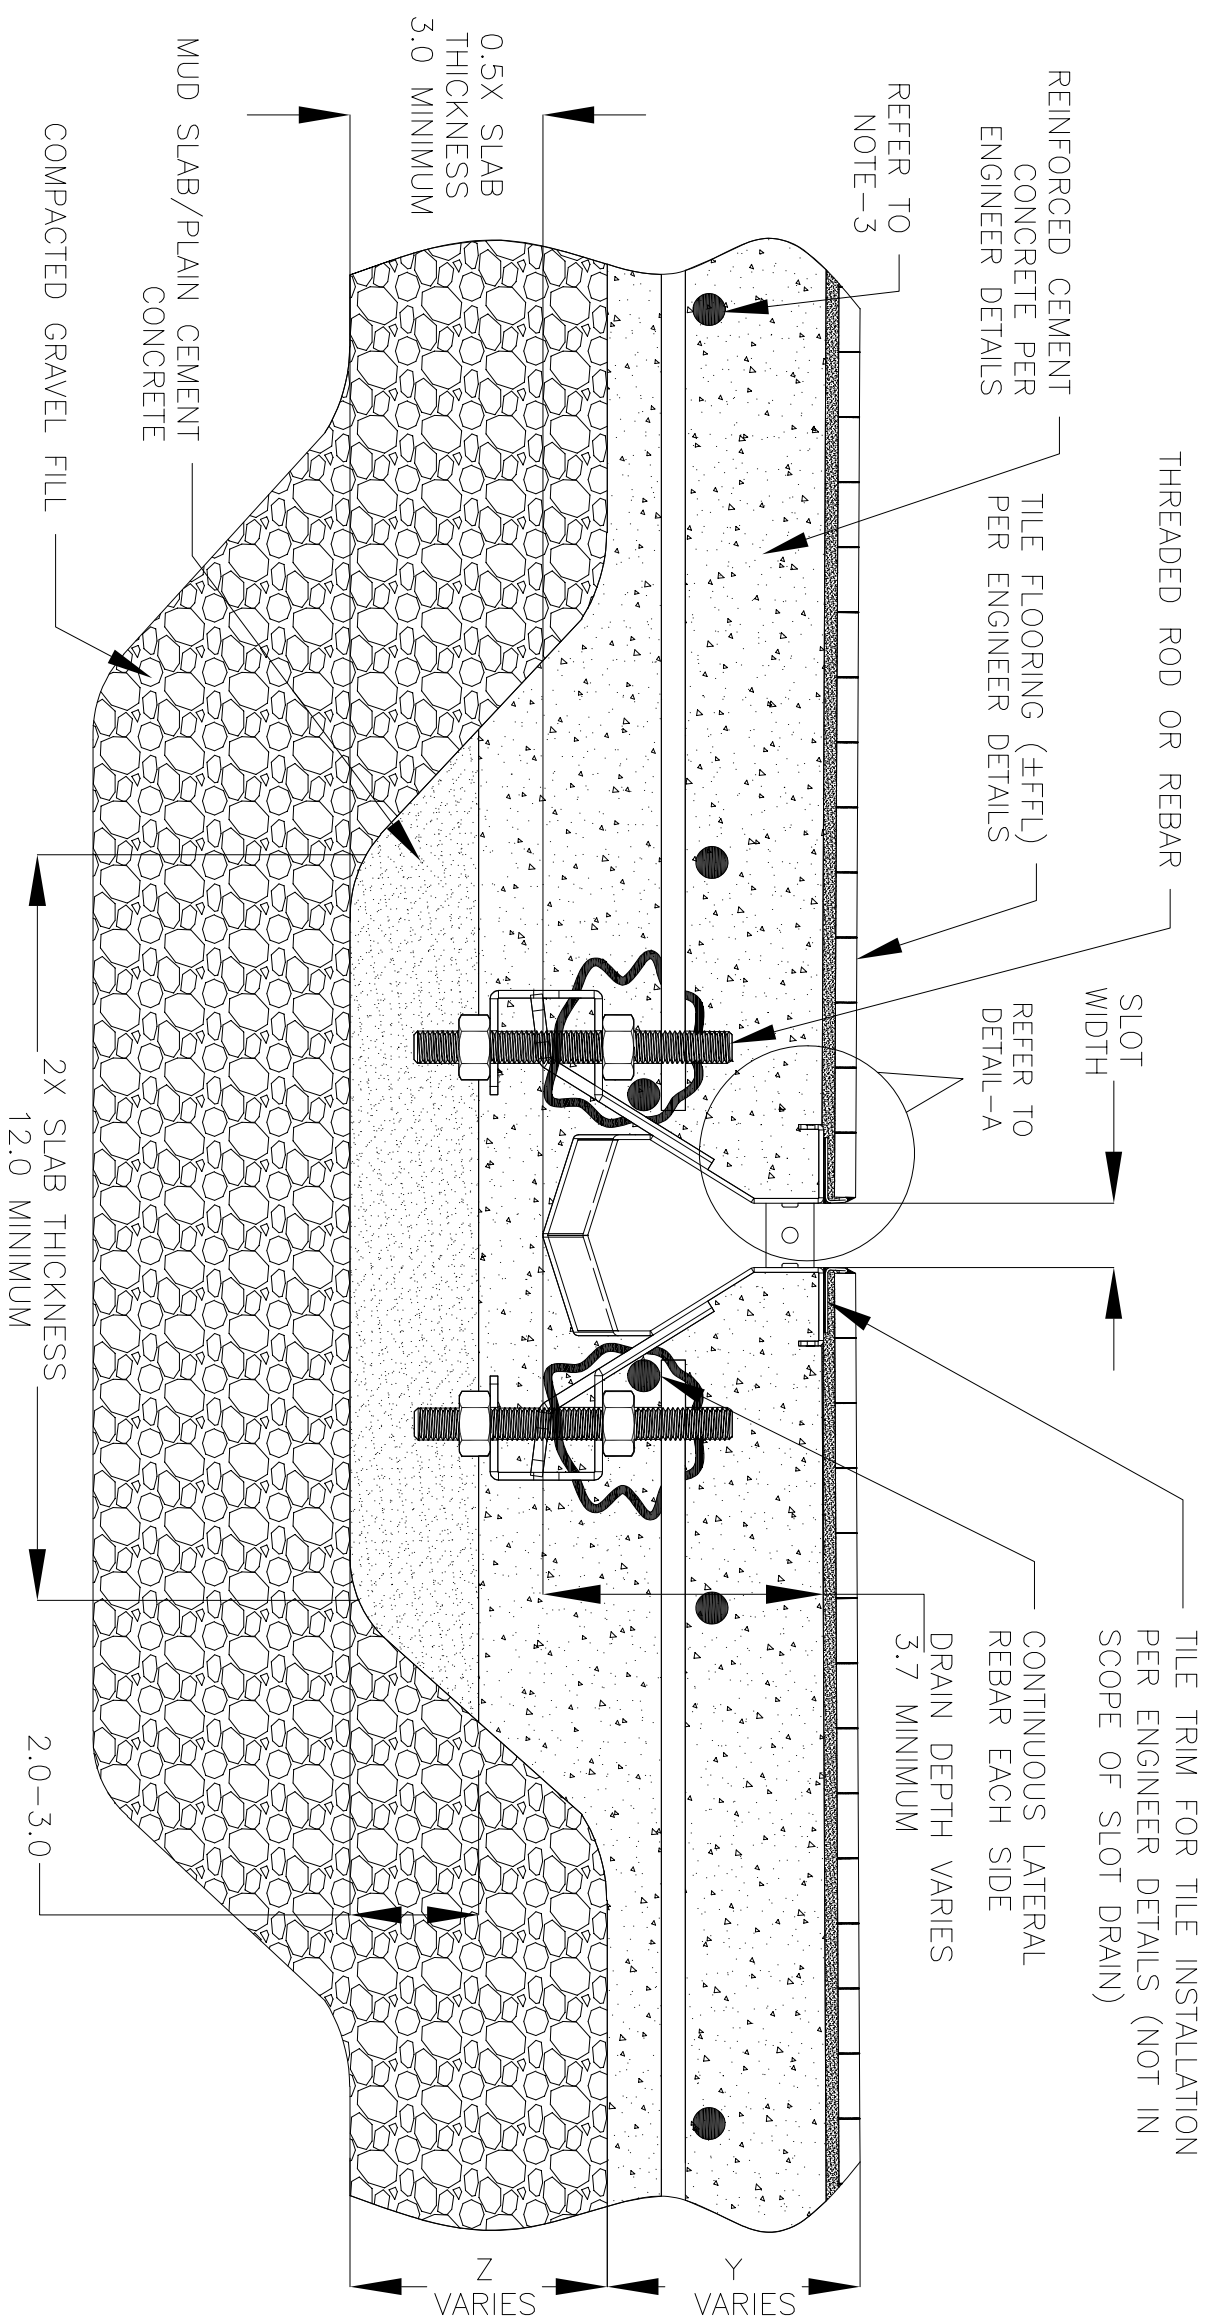 0.5X SLAB
THICKNESS
3.0 MINIMUM
MUD SLAB/PLAIN CEMENT
CONCRETE
COMPACTED GRAVEL FILL
REFER TO
NOTE-3
REINFORCED CEMENT
CONCRETE PER
ENGINEER DETAILS
THREADED ROD OR REBAR
TILE FLOORING (±FFL)
PER ENGINEER DETAILS
SLOT
WIDTH
REFER TO
DETAIL-A
2X SLAB THICKNESS
12.0 MINIMUM
TILE TRIM FOR TILE INSTALLATION
PER ENGINEER DETAILS (NOT IN
SCOPE OF SLOT DRAIN)
CONTINUOUS LATERAL
REBAR EACH SIDE
DRAIN DEPTH VARIES
3.7 MINIMUM
2.0-3.0
Y
VARIES
Z
VARIES